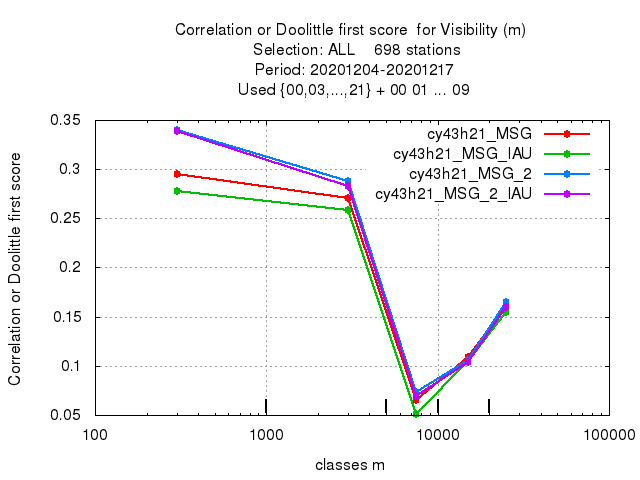 Correlation or Doolittle first score  for Visibility (m)
Selection: ALL    698 stations
Period: 20201204-20201217
Used {00,03,...,21} + 00 01 ... 09
Correlation or Doolittle first score
0.35
0.3
0.25
0.2
0.15
0.1
0.05
cy43h21_MSG
cy43h21_MSG_IAU
cy43h21_MSG_2
cy43h21_MSG_2_IAU
100 1000 10000 100000
classes m